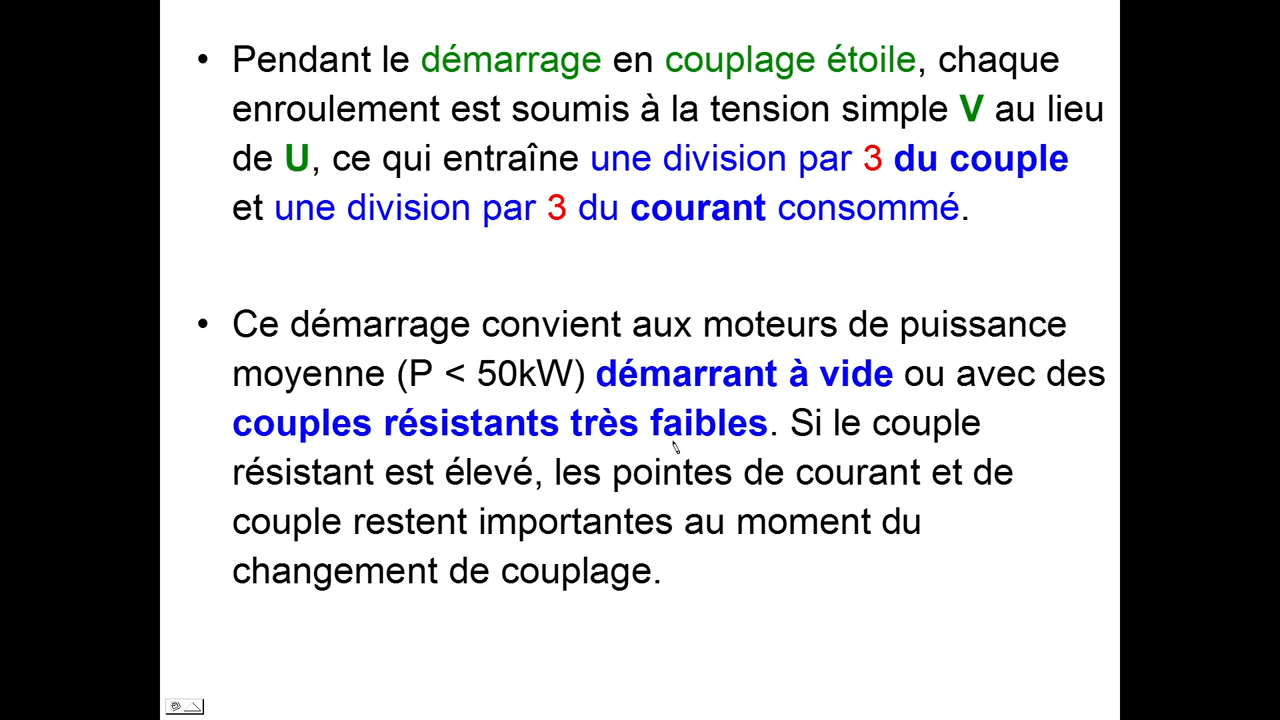 • Pendant le démarrage en couplage étoile, chaque
enroulement est soumis à la tension simple V au lieu
de U, ce qui entraîne une division par 3 du couple
et une division par 3 du courant consommé.
• Ce démarrage convient aux moteurs de puissance
moyenne (P < 50kW) démarrant à vide ou avec des
couples résistants très faibles. Si le couple
résistant est élevé, les pointes de courant et de
couple restent importantes au moment du
changement de couplage.